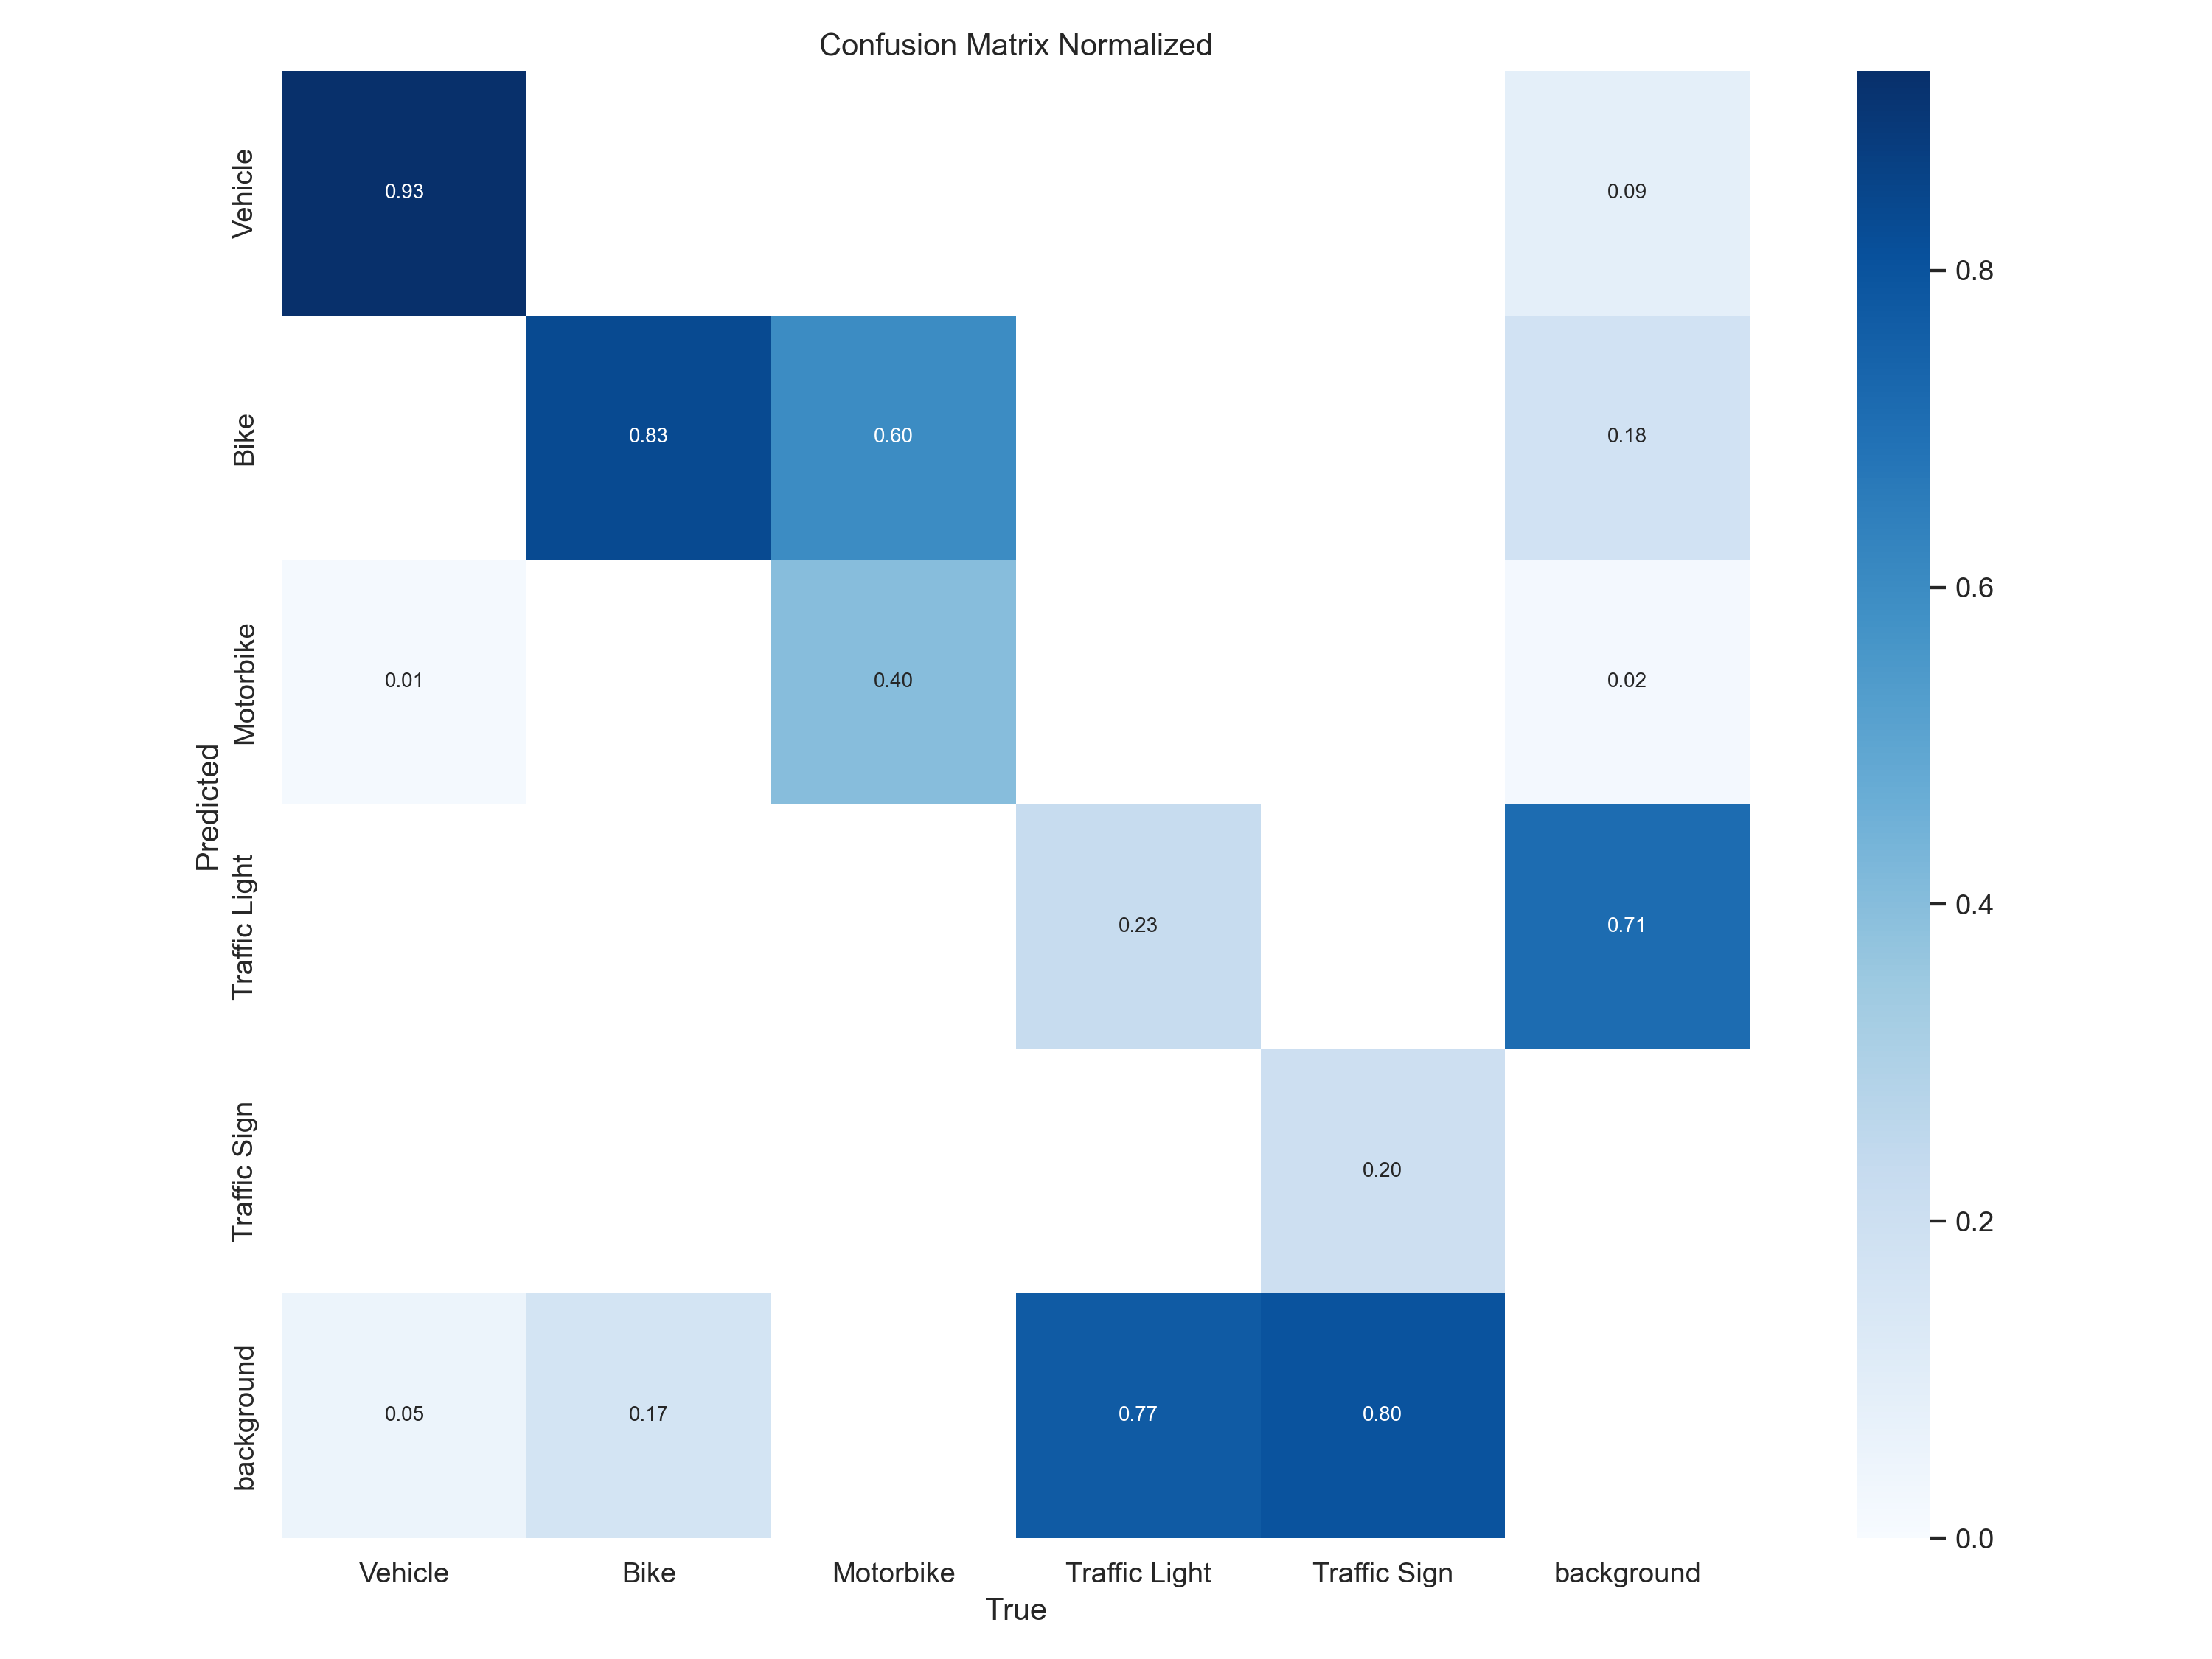 Confusion Matrix Normalized
Vehicle
0.93
0.09
0.8
Bike
0.83
0.60
0.18
0.6
Motorbike
0.01
0.40
0.02
Predicted
Traffic Light
0.23
0.71
0.4
Traffic Sign
0.20
0.2
background
0.05
0.17
0.77
0.80
0.0
Vehicle
Bike
Motorbike
Traffic Light
Traffic Sign
background
True